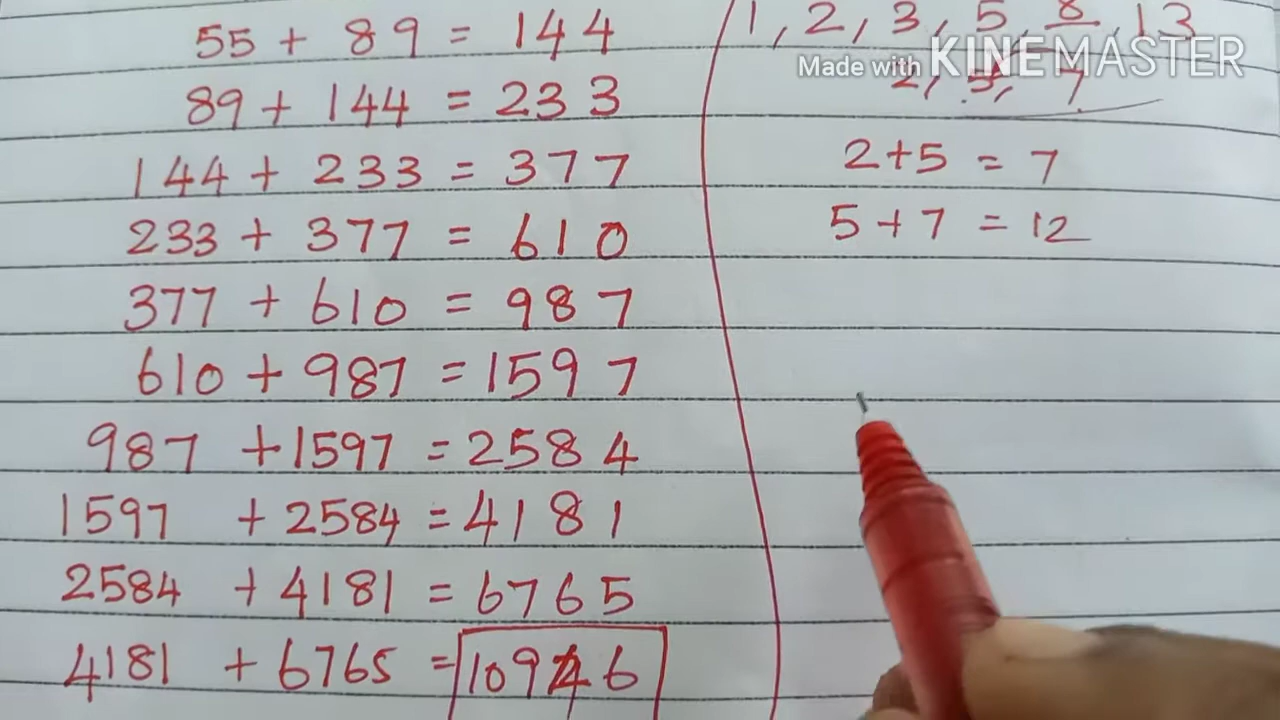 55 + 89 = 144
89 + 144 = 233
144 + 233 = 377
233 + 377 = 610
377 + 610 = 987
610 + 987 = 1597
987 + 1597 = 2584
1597 + 2584 = 4181
2584 + 4181 = 6765
4181 + 6765 = 10946
1, 2, 3, 5, 8, 13
Made with KINEMASTER
2, 5, 7
2+5 = 7
5+7 = 12